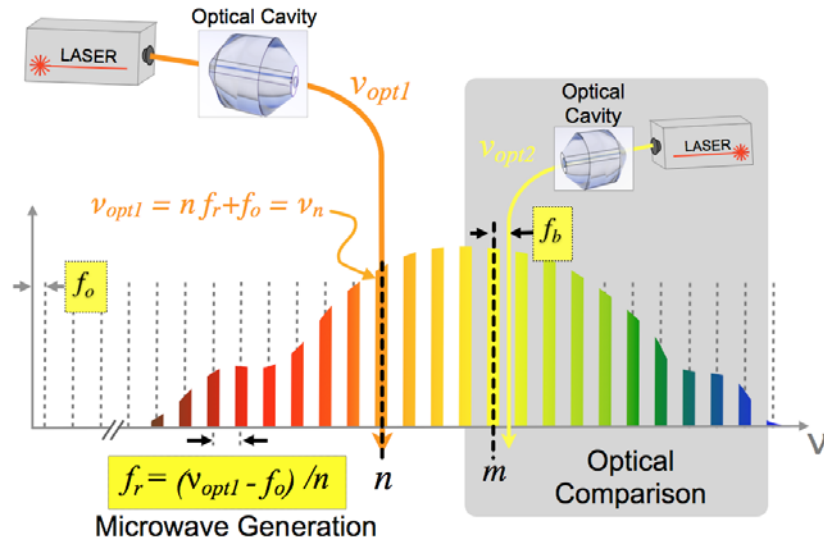 Optical Cavity
LASER
ν_opt1
Optical
Cavity
LASER
ν_opt2
ν_opt1 = n f_r+f_o = ν_n
f_b
f_o
ν
n
m
f_r = (ν_opt1 - f_o) /n
Microwave Generation
Optical
Comparison